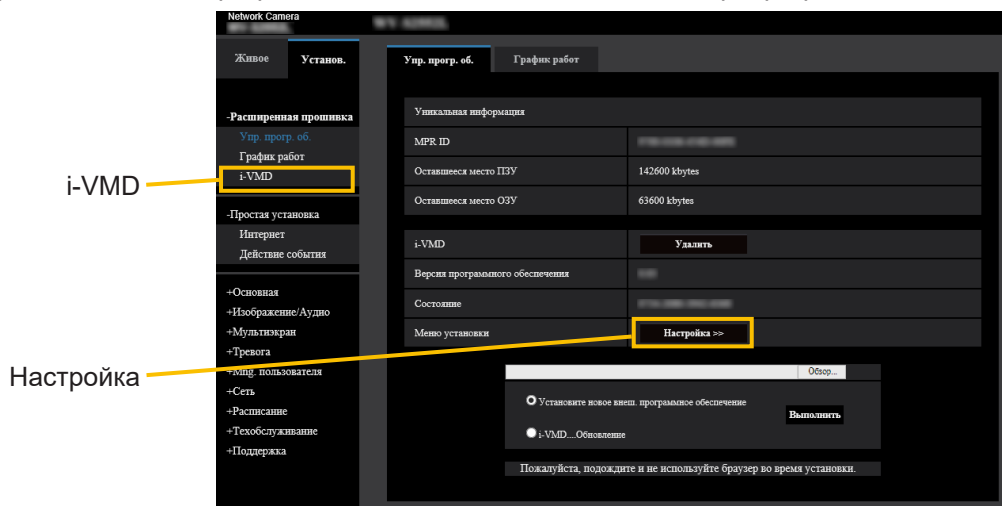 Network Camera
Живое
Установ.
Упр. прогр. об.
График работ
-Расширенная прошивка
Упр. прогр. об.
График работ
i-VMD
-Простая установка
Интернет
Действие события
+Основная
+Изображение/Аудио
+Мультиэкран
+Тревога
+Mng. пользователя
+Сеть
+Расписание
+Техобслуживание
+Поддержка
i-VMD
Настройка
Уникальная информация
MPR ID
Оставшееся место ПЗУ 142600 kbytes
Оставшееся место ОЗУ 63600 kbytes
i-VMD Удалить
Версия программного обеспечения
Состояние
Меню установки Настройка >>
Обзор...
Установите новое внеш. программное обеспечение
Выполнить
i-VMD....Обновление
Пожалуйста, подождите и не используйте браузер во время установки.